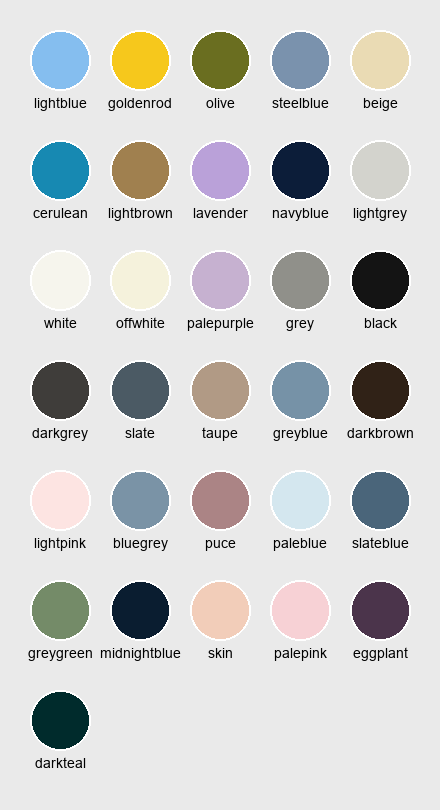 lightblue goldenrod olive steelblue beige
cerulean lightbrown lavender navyblue lightgrey
white offwhite palepurple grey black
darkgrey slate taupe greyblue darkbrown
lightpink bluegrey puce paleblue slateblue
greygreen midnightblue skin palepink eggplant
darkteal